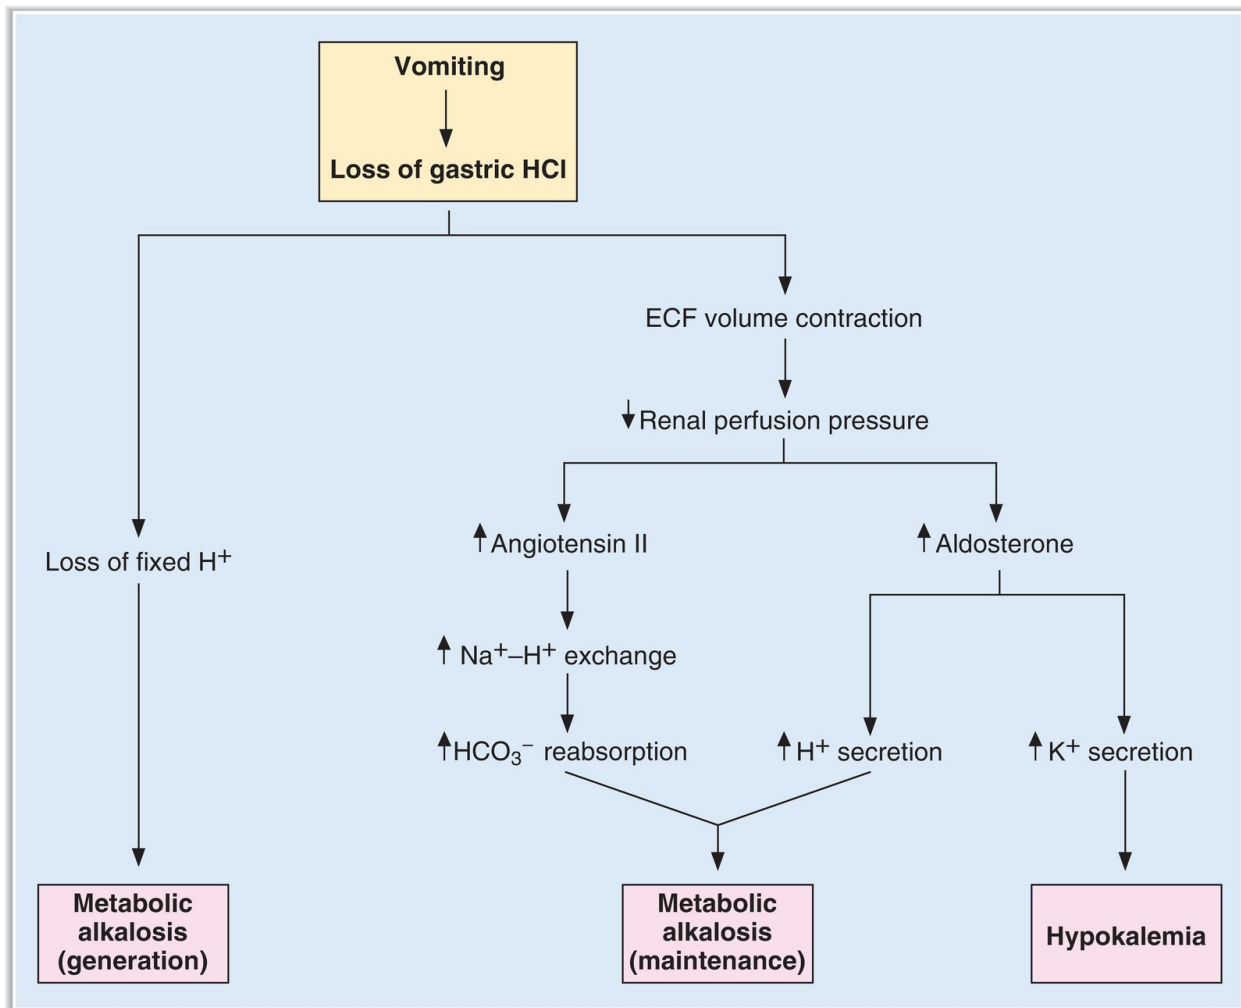 Vomiting
Loss of gastric HCl
ECF volume contraction
Renal perfusion pressure
Angiotensin II
Aldosterone
Loss of fixed H⁺
Na⁺–H⁺ exchange
HCO₃⁻ reabsorption
H⁺ secretion
K⁺ secretion
Metabolic
alkalosis
(generation)
Metabolic
alkalosis
(maintenance)
Hypokalemia